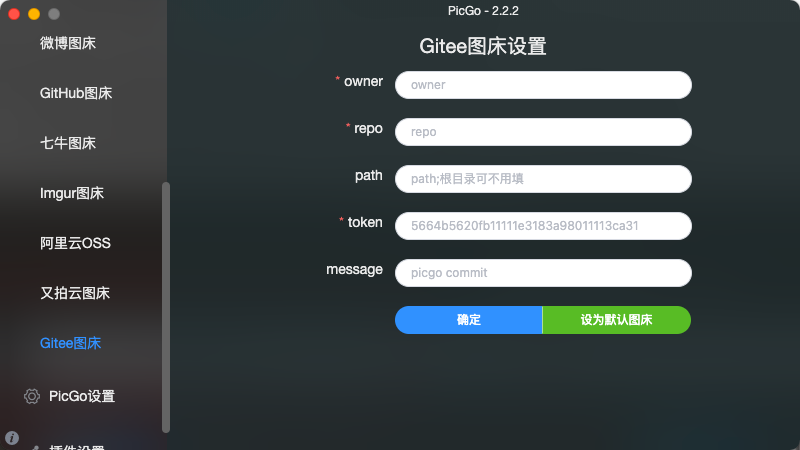 PicGo - 2.2.2
微博图床
GitHub图床
七牛图床
Imgur图床
阿里云OSS
又拍云图床
Gitee图床
PicGo设置
插件设置
Gitee图床设置
* owner
owner
* repo
repo
path
path;根目录可不用填
* token
5664b5620fb11111e3183a98011113ca31
message
picgo commit
确定
设为默认图床